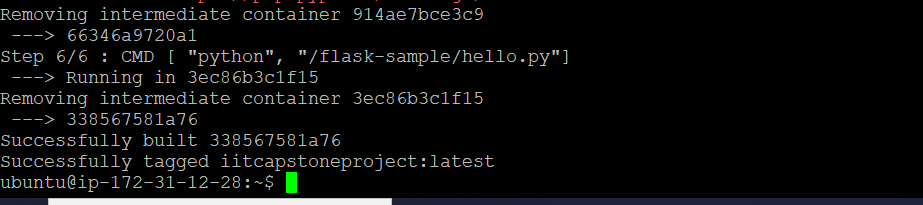 Removing intermediate container 914ae7bce3c9
---> 66346a9720a1
Step 6/6 : CMD [ "python", "/flask-sample/hello.py"]
---> Running in 3ec86b3c1f15
Removing intermediate container 3ec86b3c1f15
---> 338567581a76
Successfully built 338567581a76
Successfully tagged iitcapstoneproject:latest
ubuntu@ip-172-31-12-28:~$